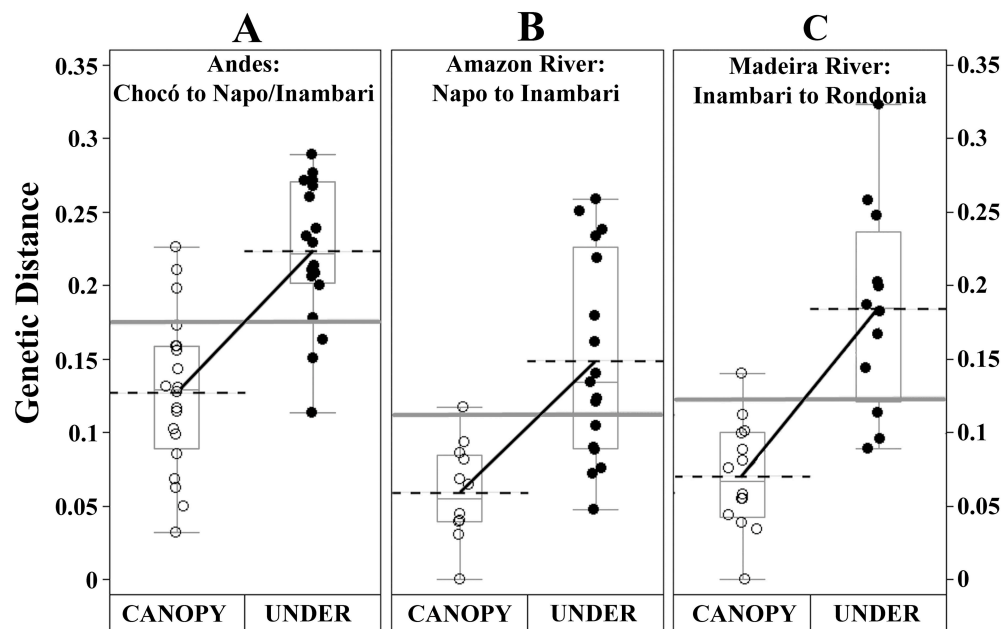 A
B
C
Andes:
Chocó to Napo/Inambari
Amazon River:
Napo to Inambari
Madeira River:
Inambari to Rondonia
Genetic Distance
0.35
0.3
0.25
0.2
0.15
0.1
0.05
0
0.35
0.3
0.25
0.2
0.15
0.1
0.05
0
CANOPY UNDER CANOPY UNDER CANOPY UNDER